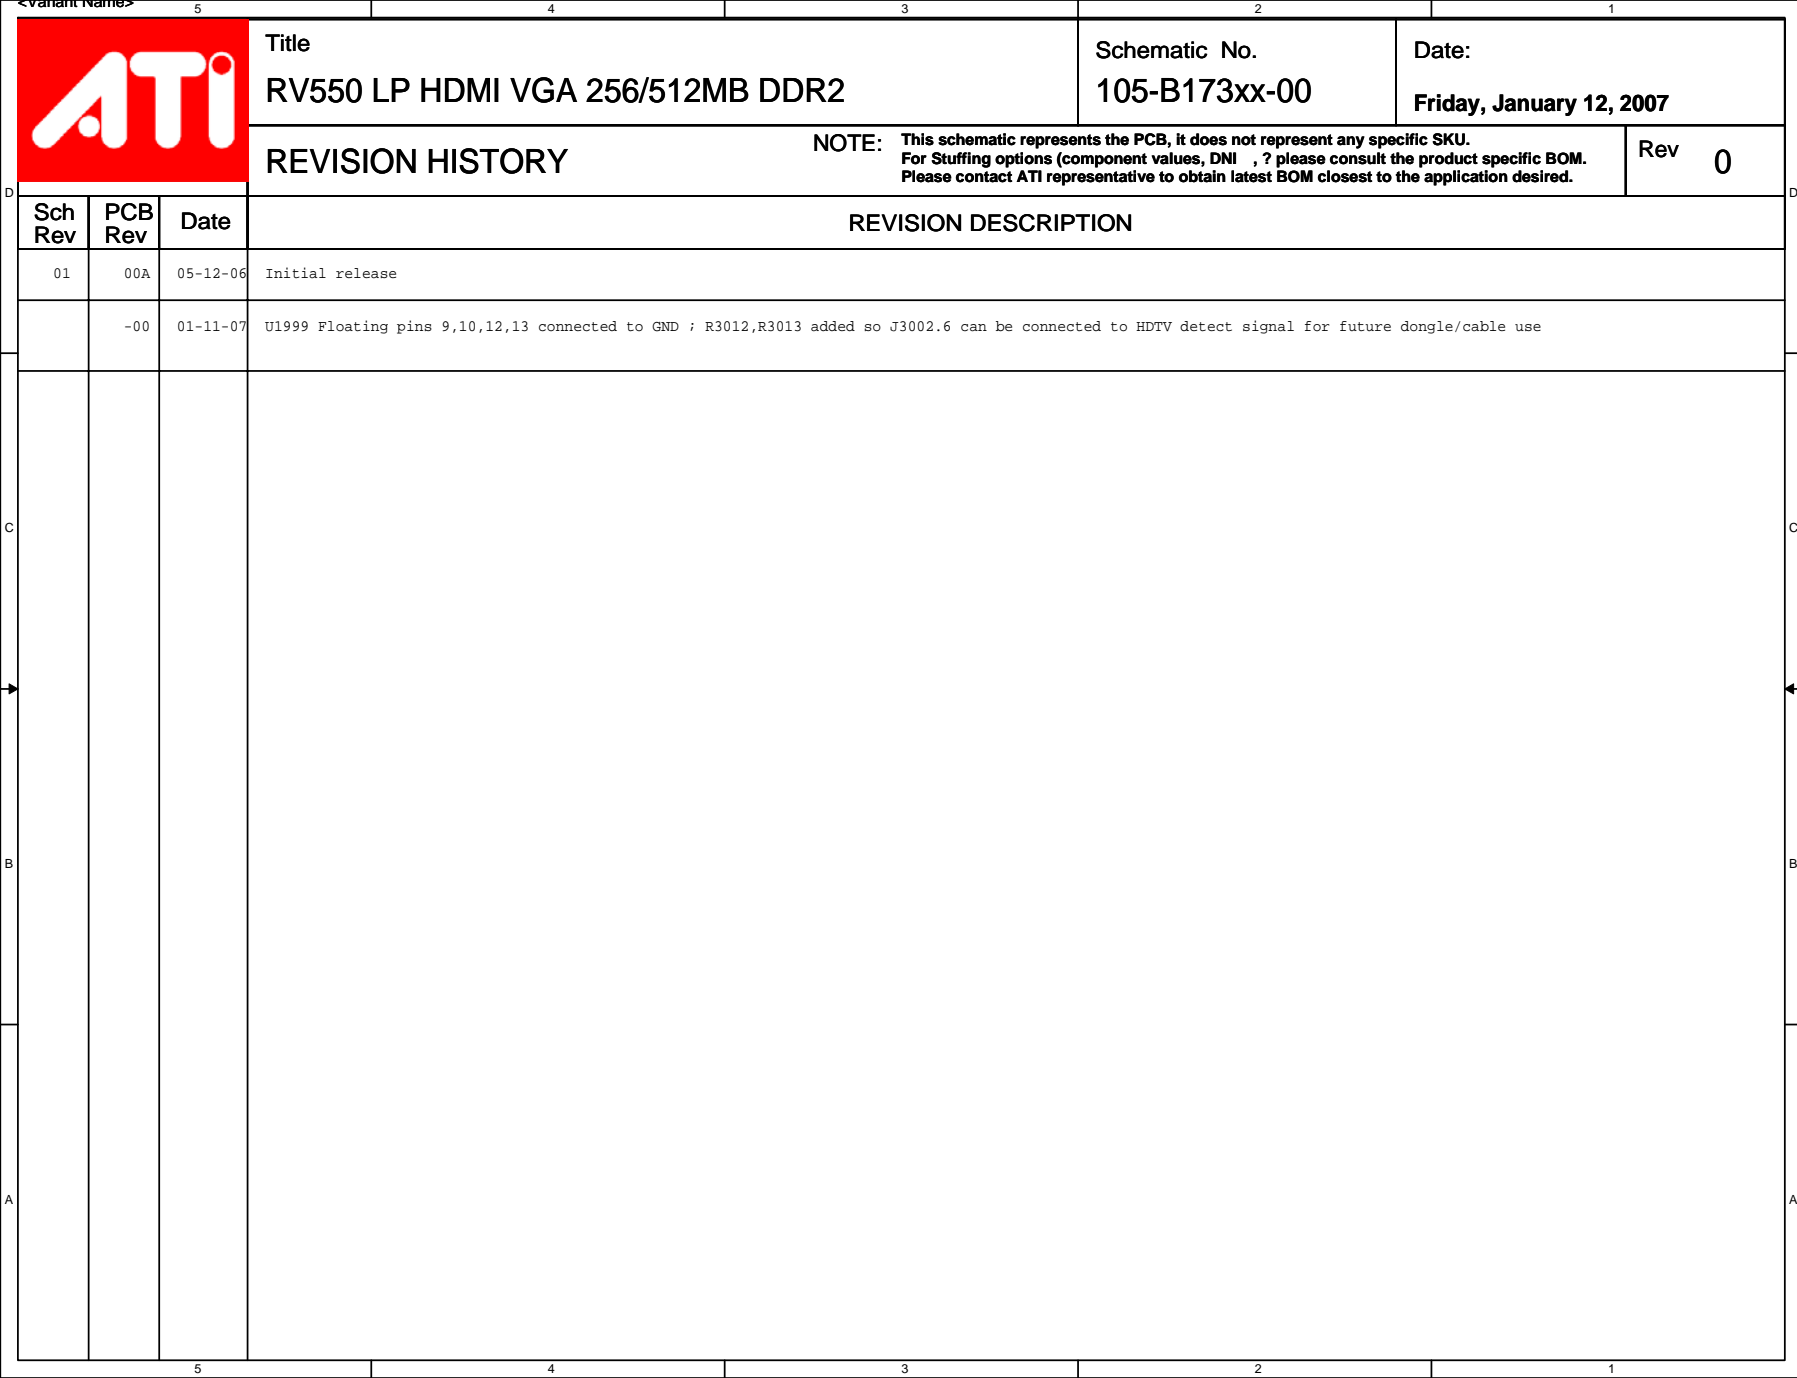 <Variant Name>
5 4 3 2 1
ATI
Title
RV550 LP HDMI VGA 256/512MB DDR2
Schematic No.
105-B173xx-00
Date:
Friday, January 12, 2007
REVISION HISTORY
NOTE:
This schematic represents the PCB, it does not represent any specific SKU.
For Stuffing options (component values, DNI , ? please consult the product specific BOM.
Please contact ATI representative to obtain latest BOM closest to the application desired.
Rev
0
D D
Sch Rev
PCB Rev
Date
REVISION DESCRIPTION
01 00A 05-12-06 Initial release
-00 01-11-07 U1999 Floating pins 9,10,12,13 connected to GND ; R3012,R3013 added so J3002.6 can be connected to HDTV detect signal for future dongle/cable use
C C
B B
A A
5 4 3 2 1